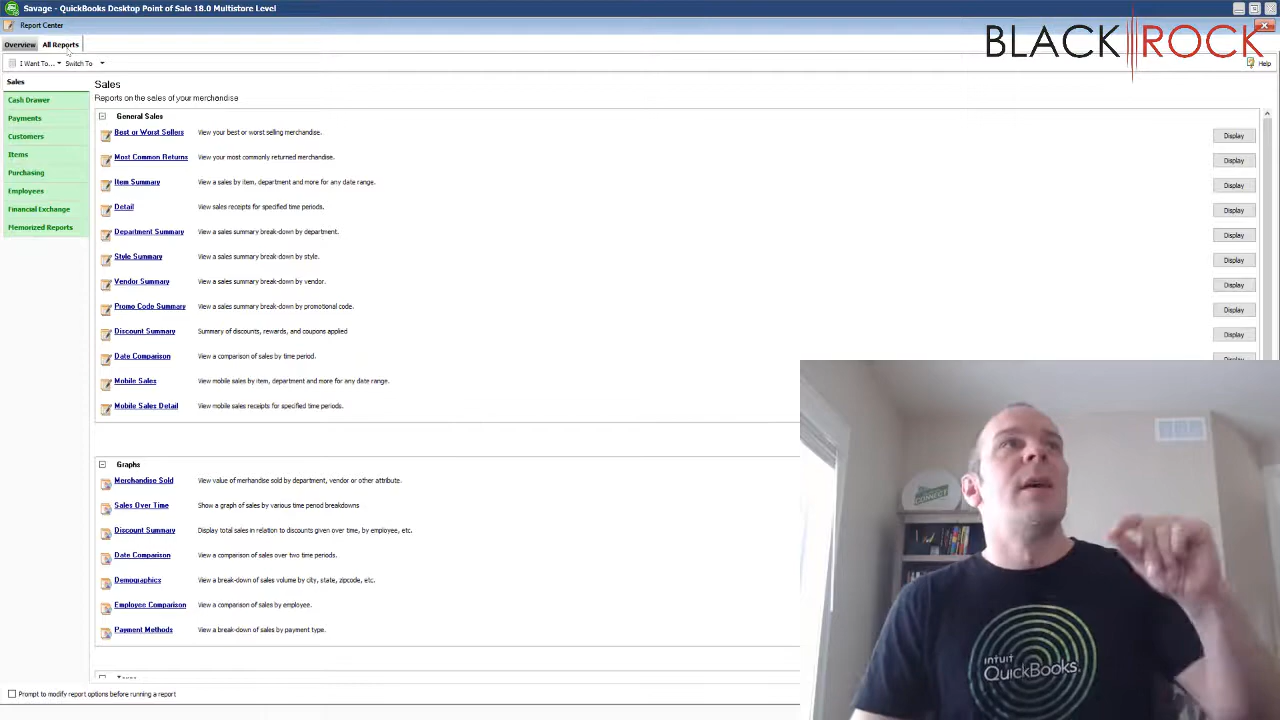 Savage - QuickBooks Desktop Point of Sale 18.0 Multistore Level
Report Center
BLACK ROCK
Overview All Reports
I Want To... Switch To
Help
Sales
Cash Drawer
Payments
Customers
Items
Purchasing
Employees
Financial Exchange
Memorized Reports
Sales
Reports on the sales of your merchandise
General Sales
Best or Worst Sellers View your best or worst selling merchandise. Display
Most Common Returns View your most commonly returned merchandise. Display
Item Summary View a sales by item, department and more for any date range. Display
Detail View sales receipts for specified time periods. Display
Department Summary View a sales summary break-down by department. Display
Style Summary View a sales summary break-down by style. Display
Vendor Summary View a sales summary break-down by vendor. Display
Promo Code Summary View a sales summary break-down by promotional code. Display
Discount Summary Summary of discounts, rewards, and coupons applied Display
Date Comparison View a comparison of sales by time period.
Mobile Sales View mobile sales by item, department and more for any date range.
Mobile Sales Detail View mobile sales receipts for specified time periods.
Graphs
Merchandise Sold View value of merhandise sold by department, vendor or other attribute.
Sales Over Time Show a graph of sales by various time period breakdowns
Discount Summary Display total sales in relation to discounts given over time, by employee, etc.
Date Comparison View a comparison of sales over two time periods.
Demographics View a break-down of sales volume by city, state, zipcode, etc.
Employee Comparison View a comparison of sales by employee.
Payment Methods View a break-down of sales by payment type.
Prompt to modify report options before running a report
CONNECT
intuit
QuickBooks.